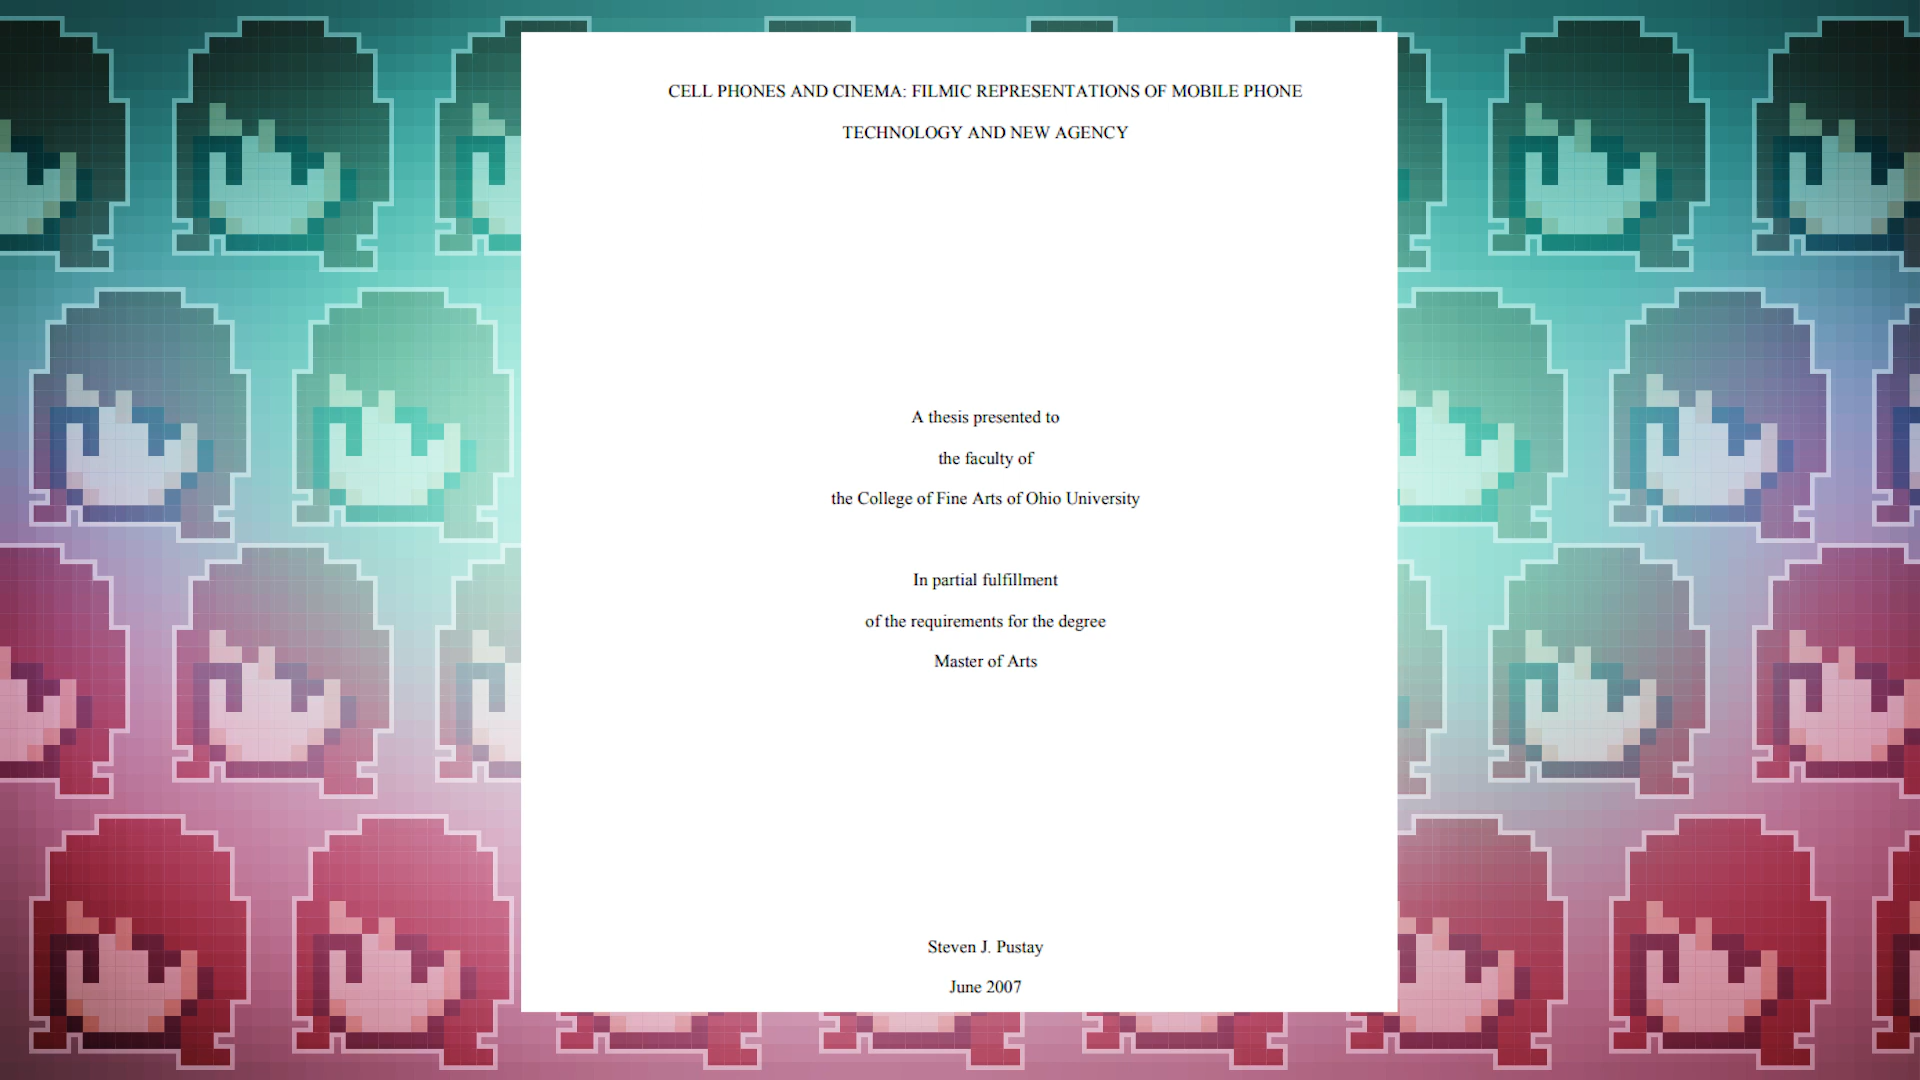 CELL PHONES AND CINEMA: FILMIC REPRESENTATIONS OF MOBILE PHONE
TECHNOLOGY AND NEW AGENCY
A thesis presented to
the faculty of
the College of Fine Arts of Ohio University
In partial fulfillment
of the requirements for the degree
Master of Arts
Steven J. Pustay
June 2007